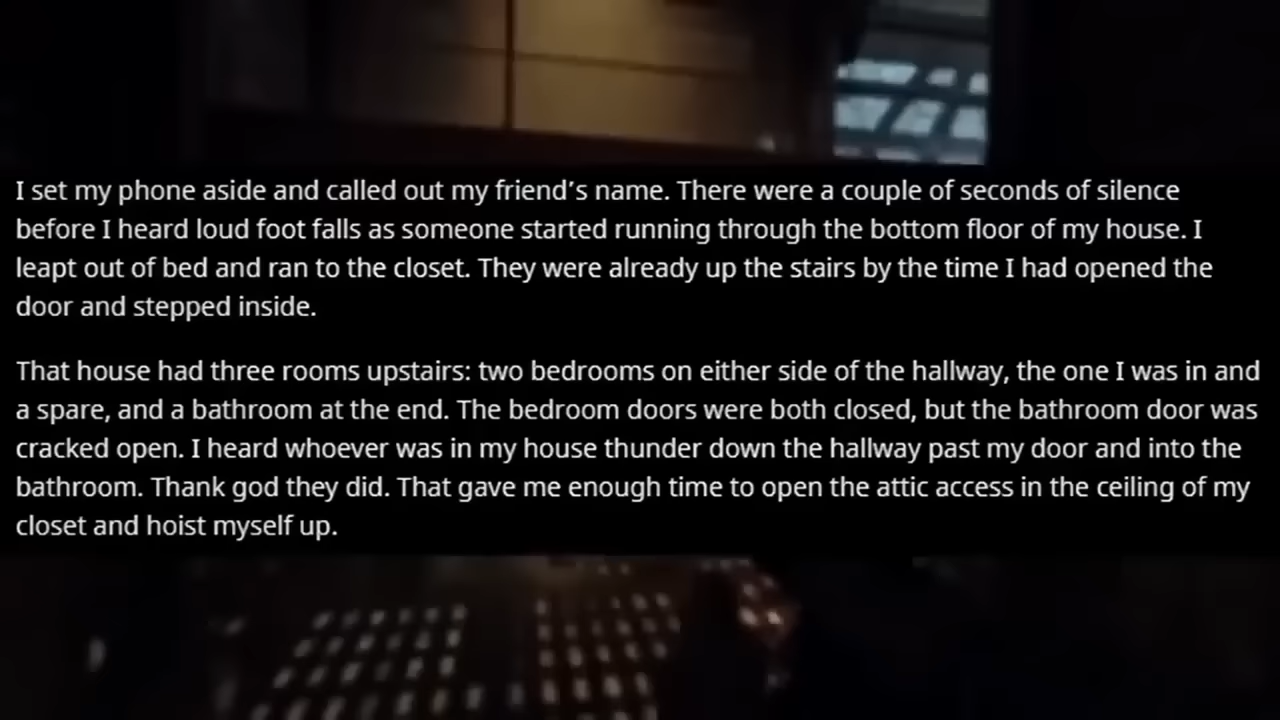 I set my phone aside and called out my friend’s name. There were a couple of seconds of silence
before I heard loud foot falls as someone started running through the bottom floor of my house. I
leapt out of bed and ran to the closet. They were already up the stairs by the time I had opened the
door and stepped inside.
That house had three rooms upstairs: two bedrooms on either side of the hallway, the one I was in and
a spare, and a bathroom at the end. The bedroom doors were both closed, but the bathroom door was
cracked open. I heard whoever was in my house thunder down the hallway past my door and into the
bathroom. Thank god they did. That gave me enough time to open the attic access in the ceiling of my
closet and hoist myself up.